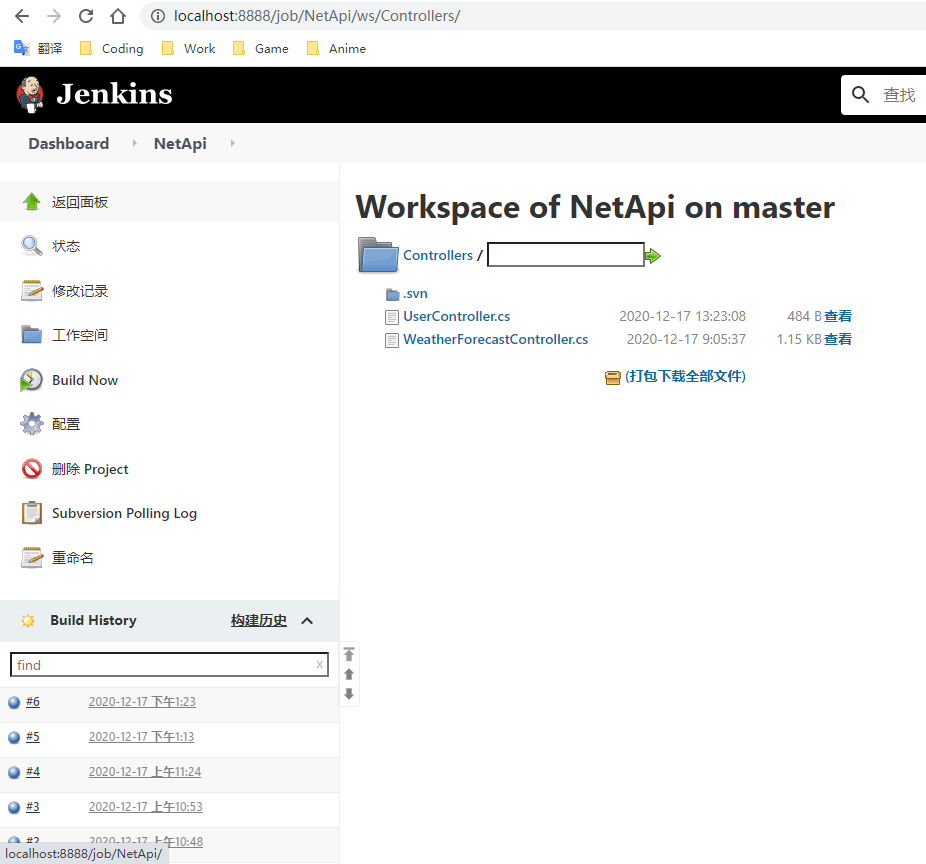 localhost:8888/job/NetApi/ws/Controllers/
翻译 Coding Work Game Anime
Jenkins
查找
Dashboard NetApi
返回面板
状态
修改记录
工作空间
Build Now
配置
删除 Project
Subversion Polling Log
重命名
Build History 构建历史
find x
#6 2020-12-17 下午1:23
#5 2020-12-17 下午1:13
#4 2020-12-17 上午11:24
#3 2020-12-17 上午10:53
#2 2020-12-17 上午10:48
localhost:8888/job/NetApi/
Workspace of NetApi on master
Controllers /
.svn
UserController.cs 2020-12-17 13:23:08 484 B 查看
WeatherForecastController.cs 2020-12-17 9:05:37 1.15 KB 查看
(打包下载全部文件)